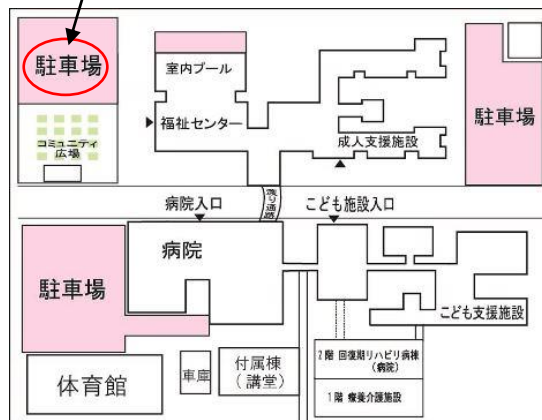 駐車場
室内プール
福祉センター
成人支援施設
駐車場
コミュニティ
広場
病院入口
渡り通路
こども施設入口
病院
駐車場
こども支援施設
体育館
車庫
付属棟
(講堂)
2階 回復期リハビリ病棟
(病院)
1階 療養介護施設